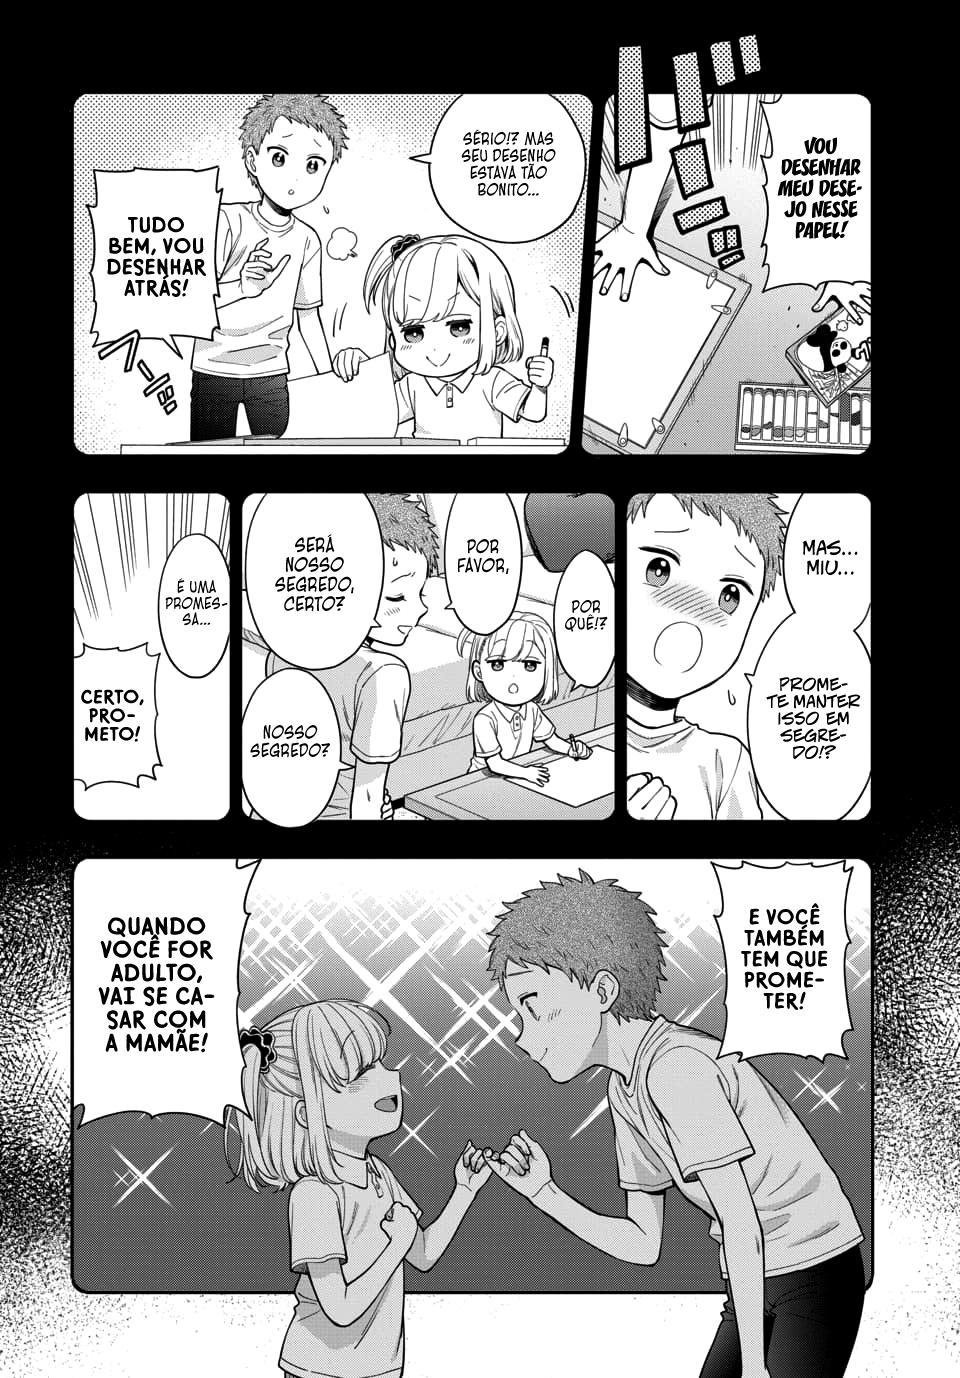 VOU
DESENHAR
MEU DESE-
JO NESSE
PAPEL!
SÉRIO!? MAS
SEU DESENHO
ESTAVA TÃO
BONITO...
TUDO
BEM, VOU
DESENHAR
ATRÁS!
MAS...
MIU...
PROME-
TE MANTER
ISSO EM
SEGRE-
DO!?
POR
QUÊ!?
POR
FAVOR,
SERÁ
NOSSO
SEGREDO,
CERTO?
NOSSO
SEGREDO?
É UMA
PROMES-
SA...
CERTO,
PRO-
METO!
E VOCÊ
TAMBÉM
TEM QUE
PROME-
TER!
QUANDO
VOCÊ FOR
ADULTO,
VAI SE CA-
SAR COM
A MAMÃE!